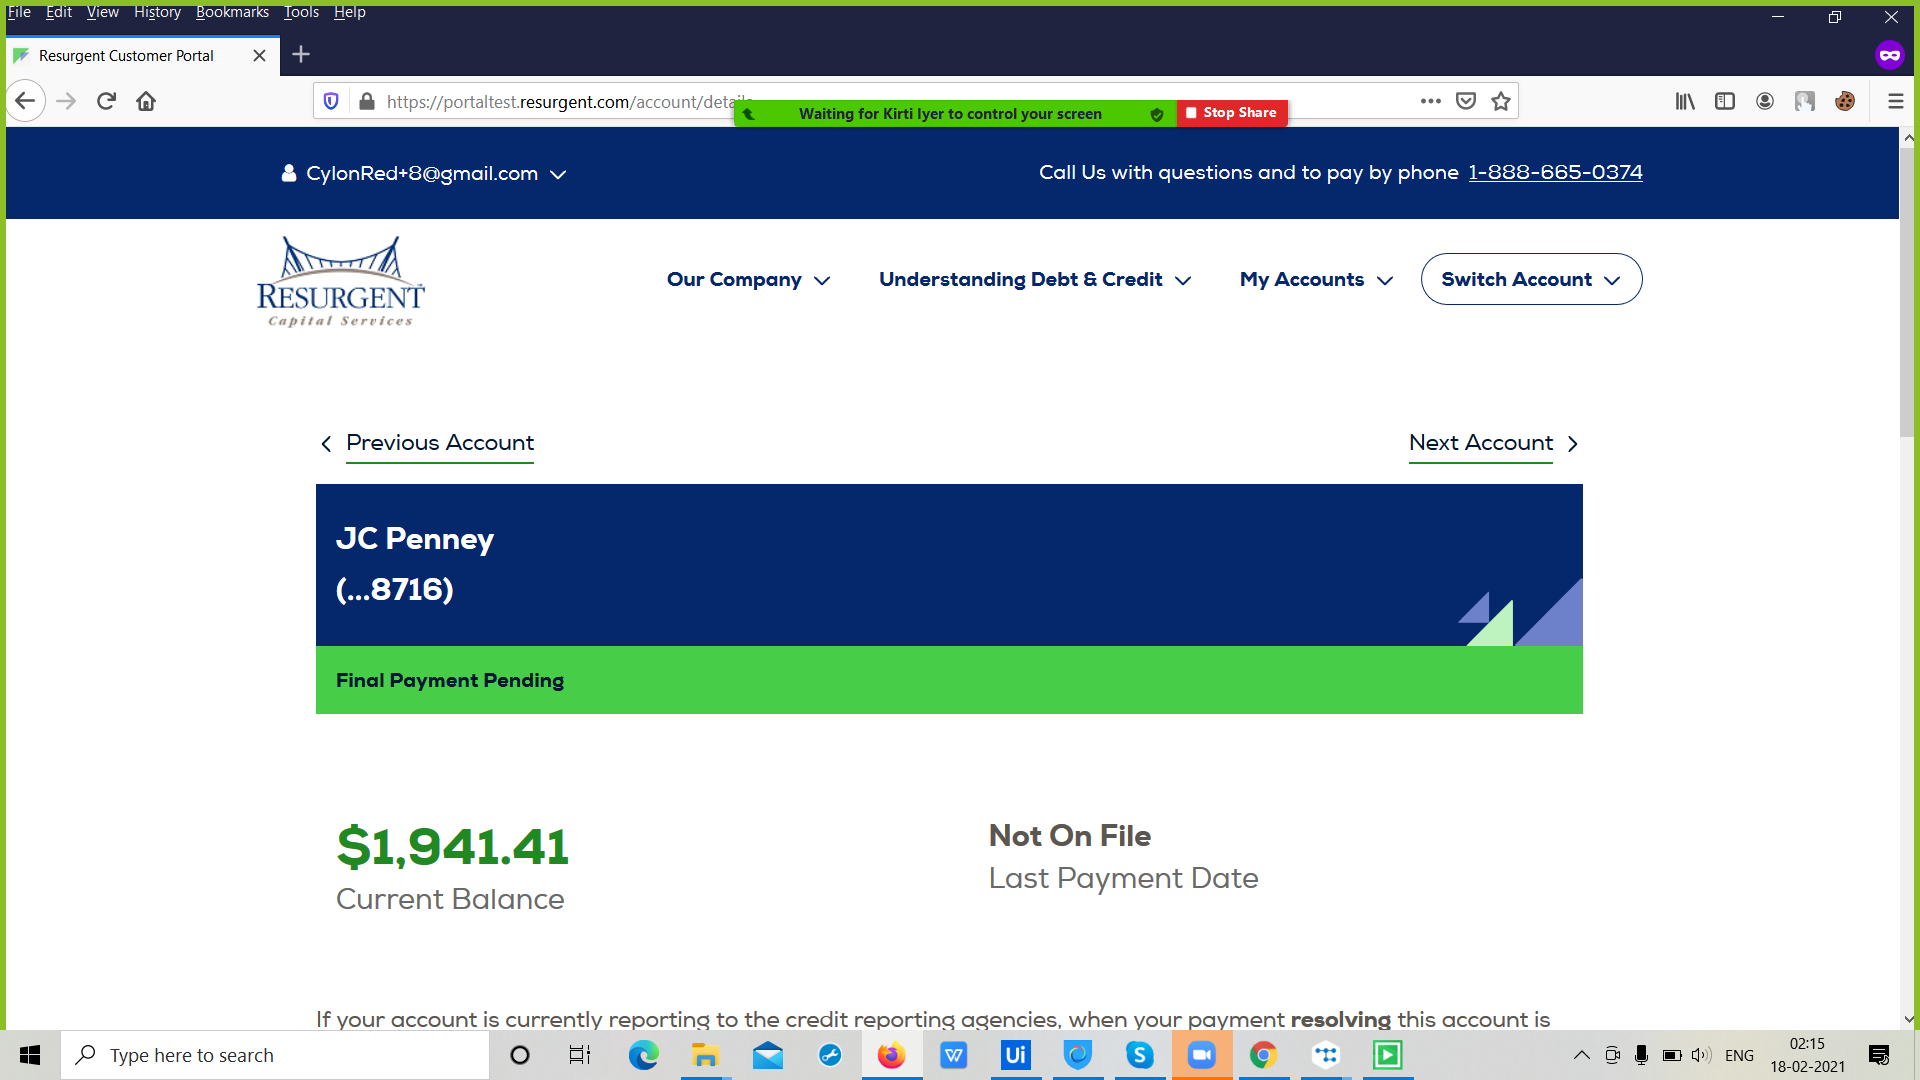 File Edit View History Bookmarks Tools Help
Resurgent Customer Portal
https://portaltest.resurgent.com/account/details
Waiting for Kirti Iyer to control your screen
Stop Share
CylonRed+8@gmail.com
Call Us with questions and to pay by phone 1-888-665-0374
RESURGENT
Capital Services
Our Company
Understanding Debt & Credit
My Accounts
Switch Account
Previous Account
Next Account
JC Penney
(...8716)
Final Payment Pending
$1,941.41
Current Balance
Not On File
Last Payment Date
If your account is currently reporting to the credit reporting agencies, when your payment resolving this account is
Type here to search
W
Ui
S
ENG
02:15
18-02-2021